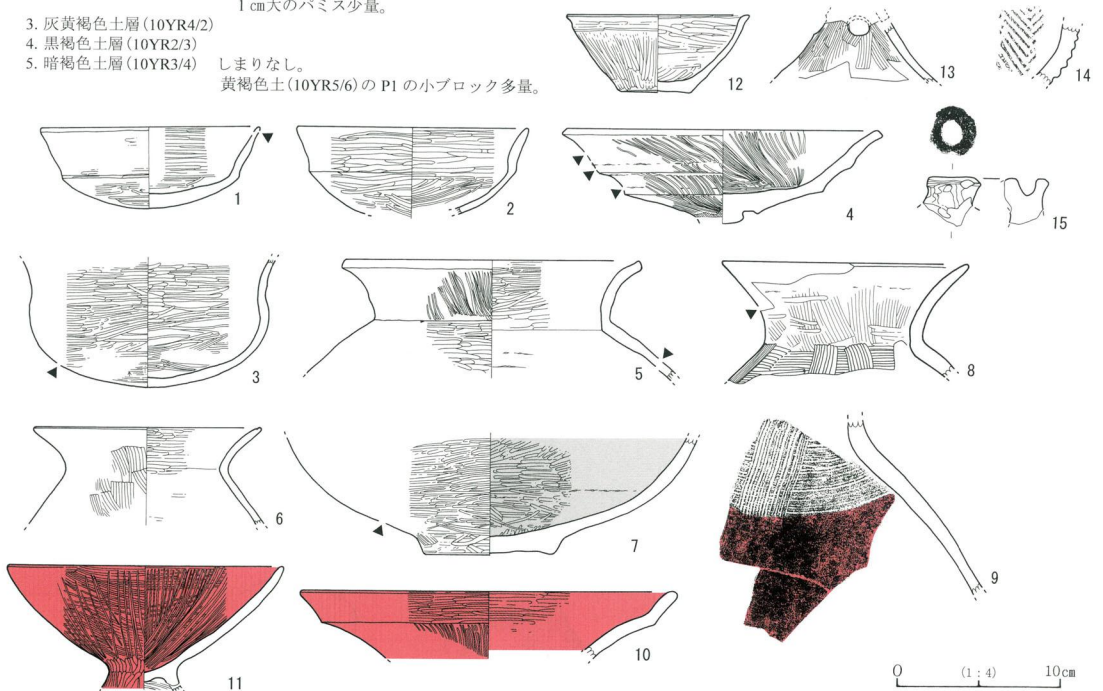 1㎝大のパミス少量。
3. 灰黄褐色土層(10YR4/2)
4. 黒褐色土層(10YR2/3)
5. 暗褐色土層(10YR3/4) しまりなし。
黄褐色土(10YR5/6)の P1 の小ブロック多量。
12
13
14
1
2
4
15
3
5
8
6
7
9
11
10
0 (1:4) 10cm